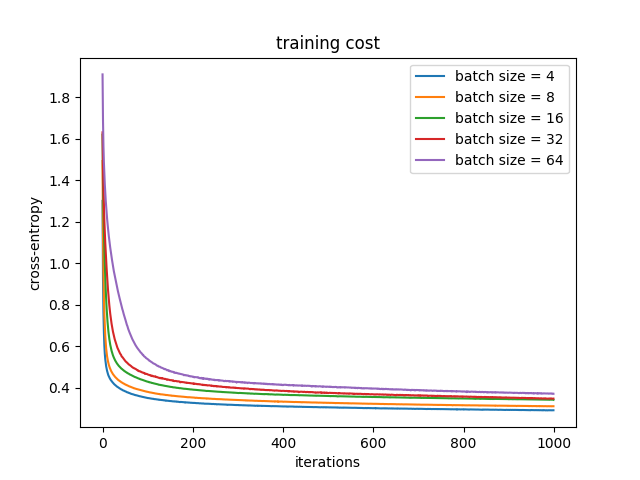 training cost
batch size = 4
batch size = 8
batch size = 16
batch size = 32
batch size = 64
cross-entropy
1.8
1.6
1.4
1.2
1.0
0.8
0.6
0.4
0 200 400 600 800 1000
iterations